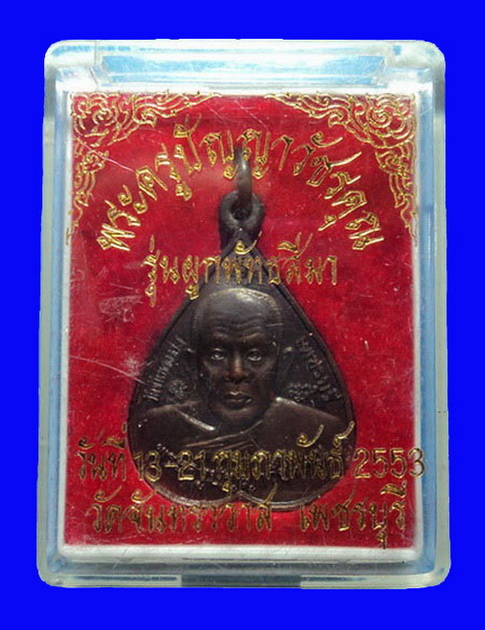 พระครูปัญญาวัชรคุณ
รุ่นผูกพัทธสีมา
วันที่ 13-21 กุมภาพันธ์ 2553
วัดจันทราวาส เพชรบุรี